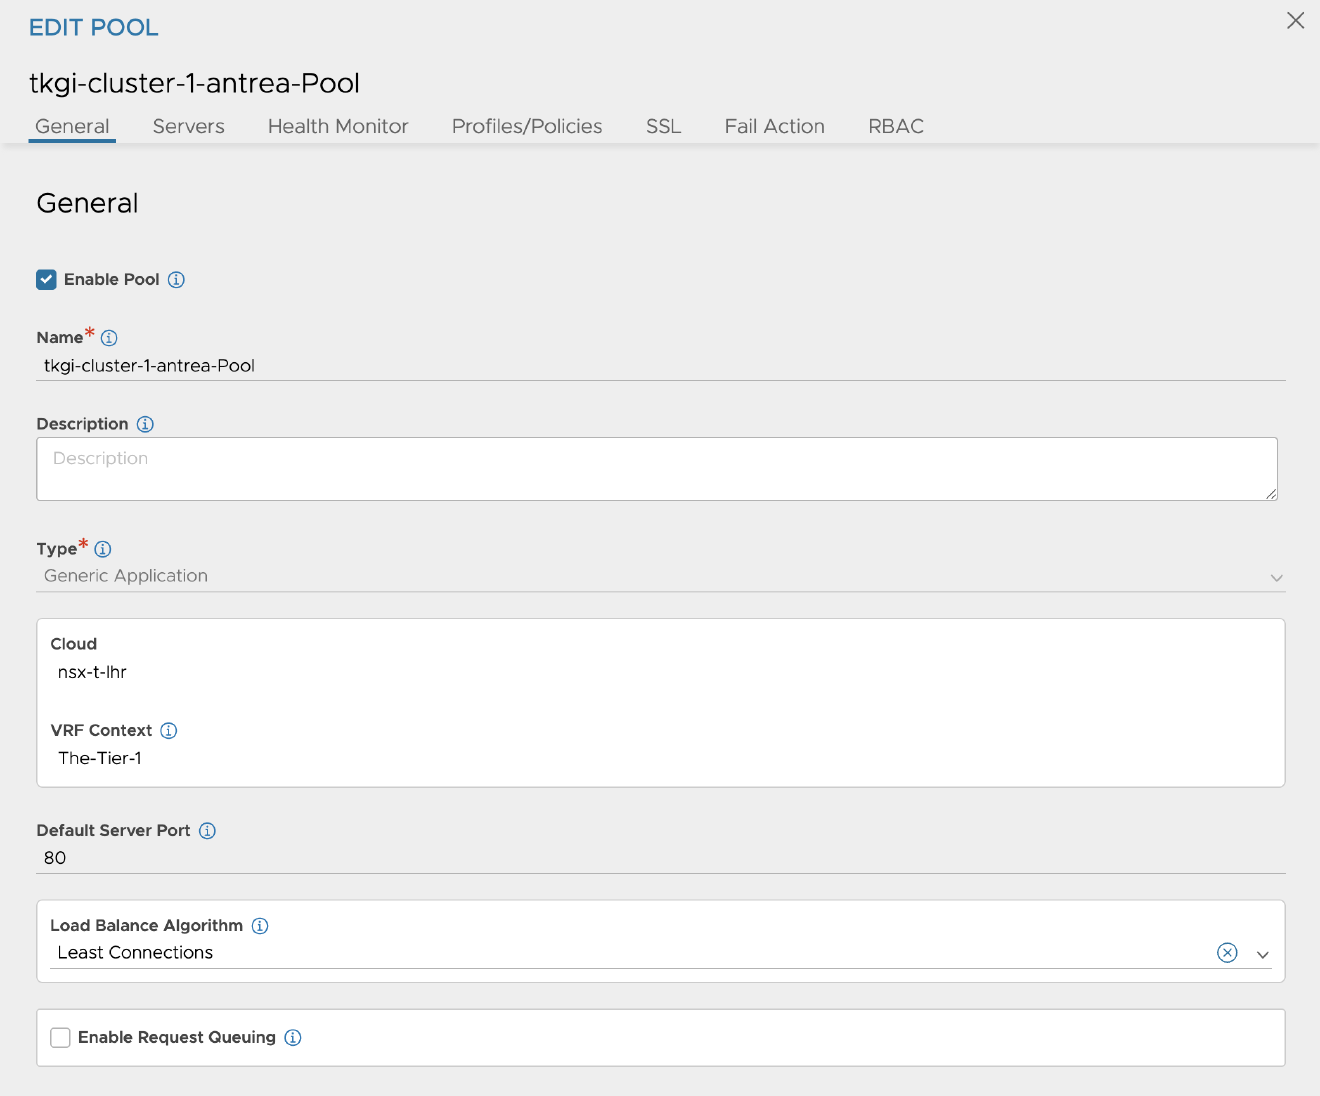 EDIT POOL
tkgi-cluster-1-antrea-Pool
General Servers Health Monitor Profiles/Policies SSL Fail Action RBAC
General
Enable Pool
Name*
tkgi-cluster-1-antrea-Pool
Description
Description
Type*
Generic Application
Cloud
nsx-t-lhr
VRF Context
The-Tier-1
Default Server Port
80
Load Balance Algorithm
Least Connections
Enable Request Queuing